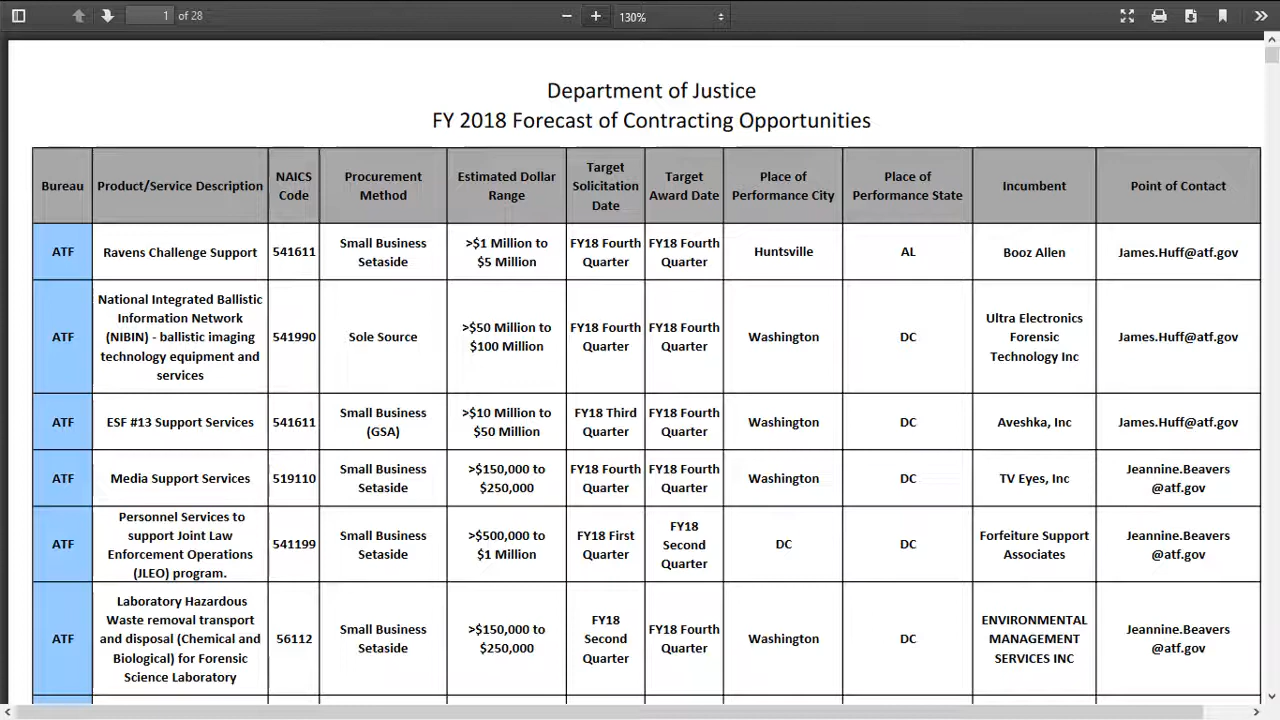 1 of 28
130%
Department of Justice
FY 2018 Forecast of Contracting Opportunities
Bureau
Product/Service Description
NAICS
Code
Procurement
Method
Estimated Dollar
Range
Target
Solicitation
Date
Target
Award Date
Place of
Performance City
Place of
Performance State
Incumbent
Point of Contact
ATF
Ravens Challenge Support
541611
Small Business
Setaside
>$1 Million to
$5 Million
FY18 Fourth
Quarter
FY18 Fourth
Quarter
Huntsville
AL
Booz Allen
James.Huff@atf.gov
ATF
National Integrated Ballistic
Information Network
(NIBIN) - ballistic imaging
technology equipment and
services
541990
Sole Source
>$50 Million to
$100 Million
FY18 Fourth
Quarter
FY18 Fourth
Quarter
Washington
DC
Ultra Electronics
Forensic
Technology Inc
James.Huff@atf.gov
ATF
ESF #13 Support Services
541611
Small Business
(GSA)
>$10 Million to
$50 Million
FY18 Third
Quarter
FY18 Fourth
Quarter
Washington
DC
Aveshka, Inc
James.Huff@atf.gov
ATF
Media Support Services
519110
Small Business
Setaside
>$150,000 to
$250,000
FY18 Fourth
Quarter
FY18 Fourth
Quarter
Washington
DC
TV Eyes, Inc
Jeannine.Beavers
@atf.gov
ATF
Personnel Services to
support Joint Law
Enforcement Operations
(JLEO) program.
541199
Small Business
Setaside
>$500,000 to
$1 Million
FY18 First
Quarter
FY18
Second
Quarter
DC
DC
Forfeiture Support
Associates
Jeannine.Beavers
@atf.gov
ATF
Laboratory Hazardous
Waste removal transport
and disposal (Chemical and
Biological) for Forensic
Science Laboratory
56112
Small Business
Setaside
>$150,000 to
$250,000
FY18
Second
Quarter
FY18 Fourth
Quarter
Washington
DC
ENVIRONMENTAL
MANAGEMENT
SERVICES INC
Jeannine.Beavers
@atf.gov